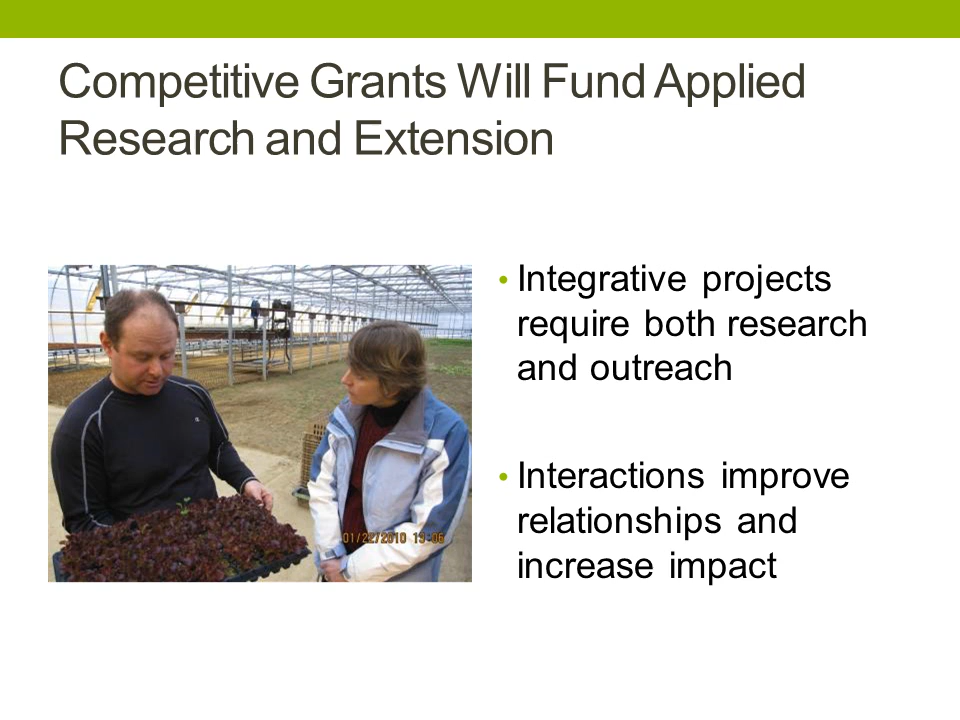 Competitive Grants Will Fund Applied
Research and Extension
• Integrative projects
require both research
and outreach
• Interactions improve
relationships and
increase impact
01/22/2010 13:06